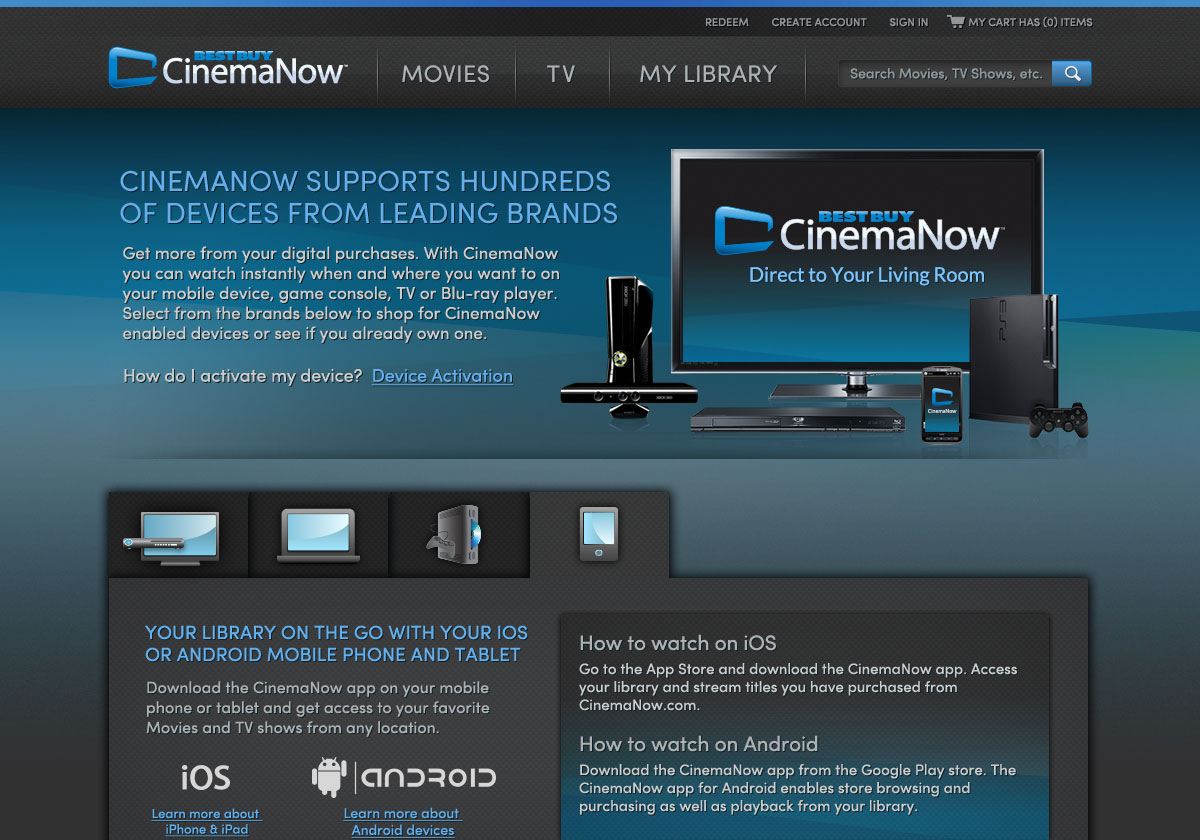 REDEEM CREATE ACCOUNT SIGN IN MY CART HAS (0) ITEMS
BEST BUY
CinemaNow™
MOVIES TV MY LIBRARY
Search Movies, TV Shows, etc.
CINEMANOW SUPPORTS HUNDREDS
OF DEVICES FROM LEADING BRANDS
Get more from your digital purchases. With CinemaNow
you can watch instantly when and where you want to on
your mobile device, game console, TV or Blu-ray player.
Select from the brands below to shop for CinemaNow
enabled devices or see if you already own one.
How do I activate my device? Device Activation
BEST BUY
CinemaNow™
Direct to Your Living Room
PS3
CinemaNow
XBOX 360
YOUR LIBRARY ON THE GO WITH YOUR IOS
OR ANDROID MOBILE PHONE AND TABLET
Download the CinemaNow app on your mobile
phone or tablet and get access to your favorite
Movies and TV shows from any location.
iOS
Learn more about
iPhone & iPad
ANDROID
Learn more about
Android devices
How to watch on iOS
Go to the App Store and download the CinemaNow app. Access
your library and stream titles you have purchased from
CinemaNow.com.
How to watch on Android
Download the CinemaNow app from the Google Play store. The
CinemaNow app for Android enables store browsing and
purchasing as well as playback from your library.